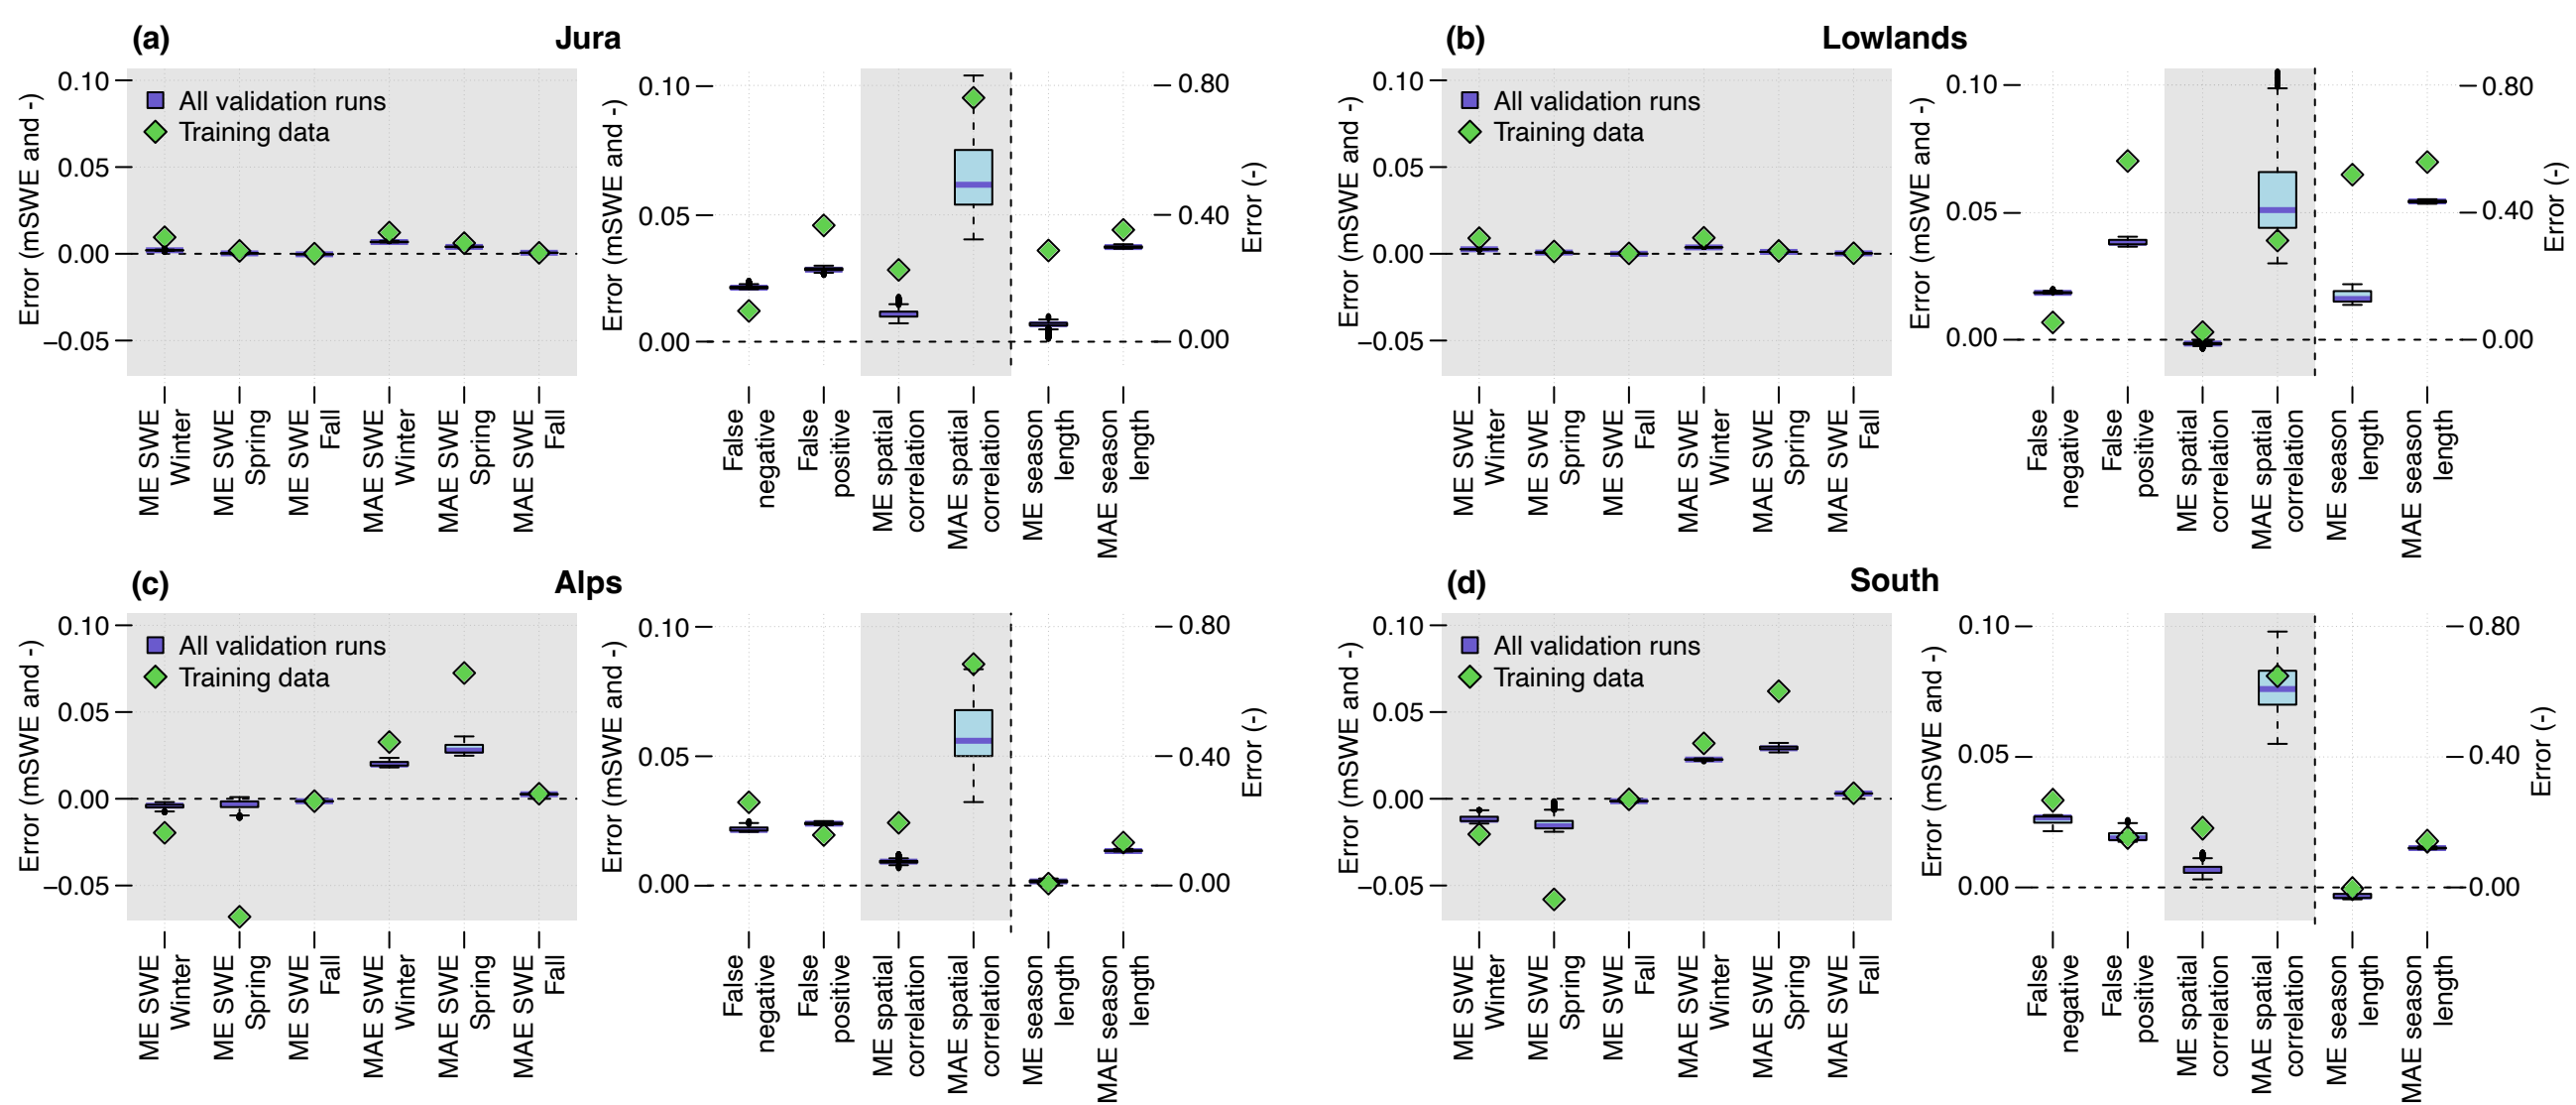 (a)
Jura
0.10
0.05
0.00
−0.05
Error (mSWE and -)
All validation runs
Training data
ME SWE
Winter
ME SWE
Spring
ME SWE
Fall
MAE SWE
Winter
MAE SWE
Spring
MAE SWE
Fall
0.10
0.05
0.00
Error (mSWE and -)
0.80
0.40
0.00
Error (-)
False
negative
False
positive
ME spatial
correlation
MAE spatial
correlation
ME season
length
MAE season
length
(b)
Lowlands
0.10
0.05
0.00
−0.05
Error (mSWE and -)
All validation runs
Training data
ME SWE
Winter
ME SWE
Spring
ME SWE
Fall
MAE SWE
Winter
MAE SWE
Spring
MAE SWE
Fall
0.10
0.05
0.00
Error (mSWE and -)
0.80
0.40
0.00
Error (-)
False
negative
False
positive
ME spatial
correlation
MAE spatial
correlation
ME season
length
MAE season
length
(c)
Alps
0.10
0.05
0.00
−0.05
Error (mSWE and -)
All validation runs
Training data
ME SWE
Winter
ME SWE
Spring
ME SWE
Fall
MAE SWE
Winter
MAE SWE
Spring
MAE SWE
Fall
0.10
0.05
0.00
Error (mSWE and -)
0.80
0.40
0.00
Error (-)
False
negative
False
positive
ME spatial
correlation
MAE spatial
correlation
ME season
length
MAE season
length
(d)
South
0.10
0.05
0.00
−0.05
Error (mSWE and -)
All validation runs
Training data
ME SWE
Winter
ME SWE
Spring
ME SWE
Fall
MAE SWE
Winter
MAE SWE
Spring
MAE SWE
Fall
0.10
0.05
0.00
Error (mSWE and -)
0.80
0.40
0.00
Error (-)
False
negative
False
positive
ME spatial
correlation
MAE spatial
correlation
ME season
length
MAE season
length